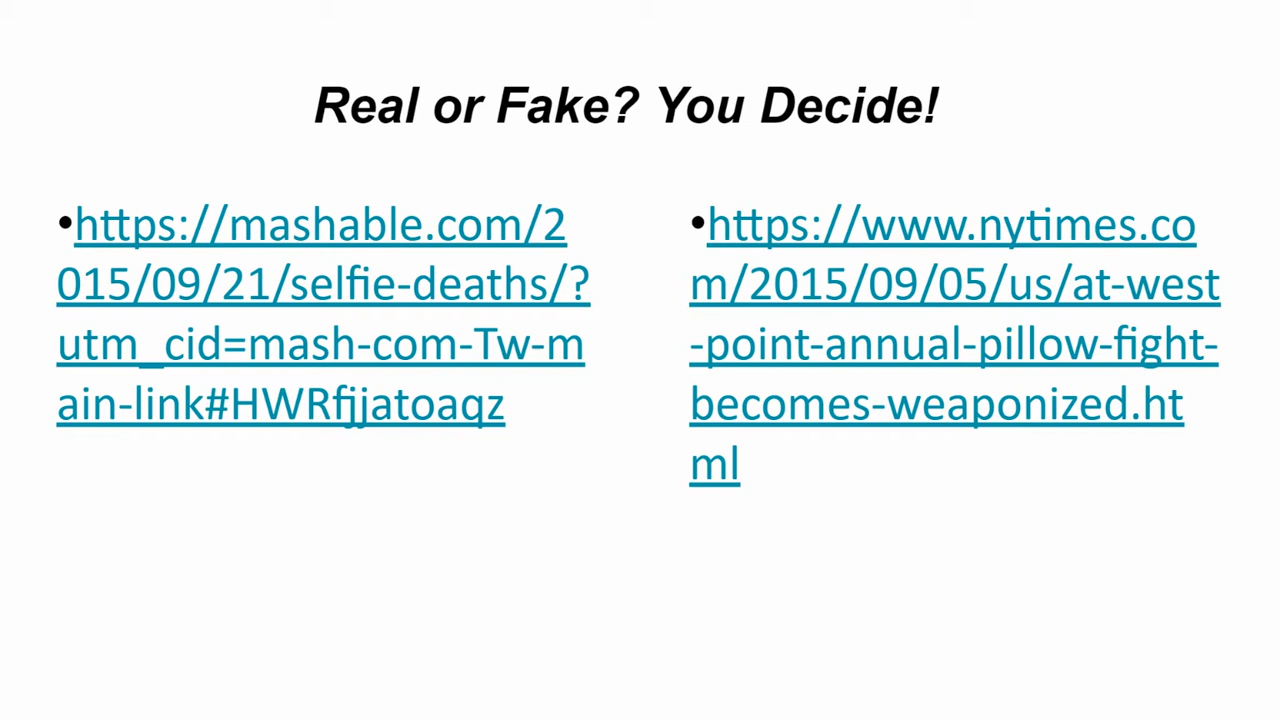 Real or Fake? You Decide!
•https://mashable.com/2
015/09/21/selfie-deaths/?
utm_cid=mash-com-Tw-m
ain-link#HWRfjjatoaqz
•https://www.nytimes.co
m/2015/09/05/us/at-west
-point-annual-pillow-fight-
becomes-weaponized.ht
ml